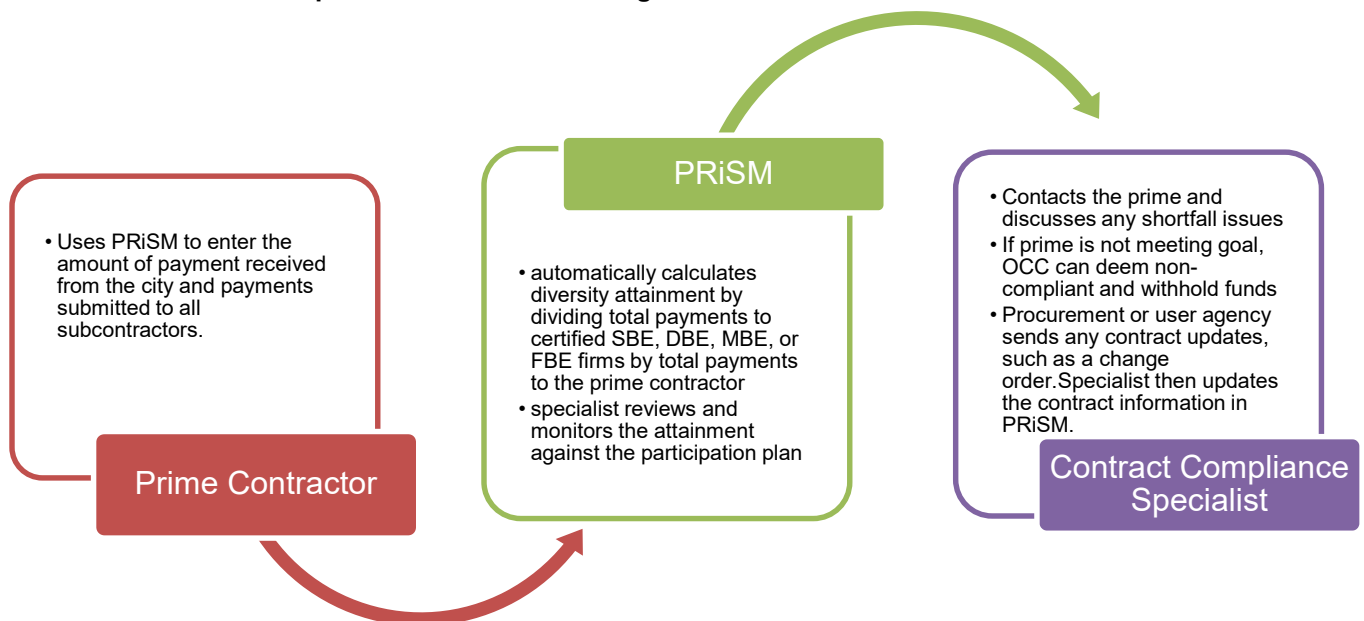 • Uses PRiSM to enter the
amount of payment received
from the city and payments
submitted to all
subcontractors.
Prime Contractor
PRiSM
• automatically calculates
diversity attainment by
dividing total payments to
certified SBE, DBE, MBE, or
FBE firms by total payments
to the prime contractor
• specialist reviews and
monitors the attainment
against the participation plan
• Contacts the prime and
discusses any shortfall issues
• If prime is not meeting goal,
OCC can deem non-
compliant and withhold funds
• Procurement or user agency
sends any contract updates,
such as a change
order.Specialist then updates
the contract information in
PRiSM.
Contract Compliance
Specialist